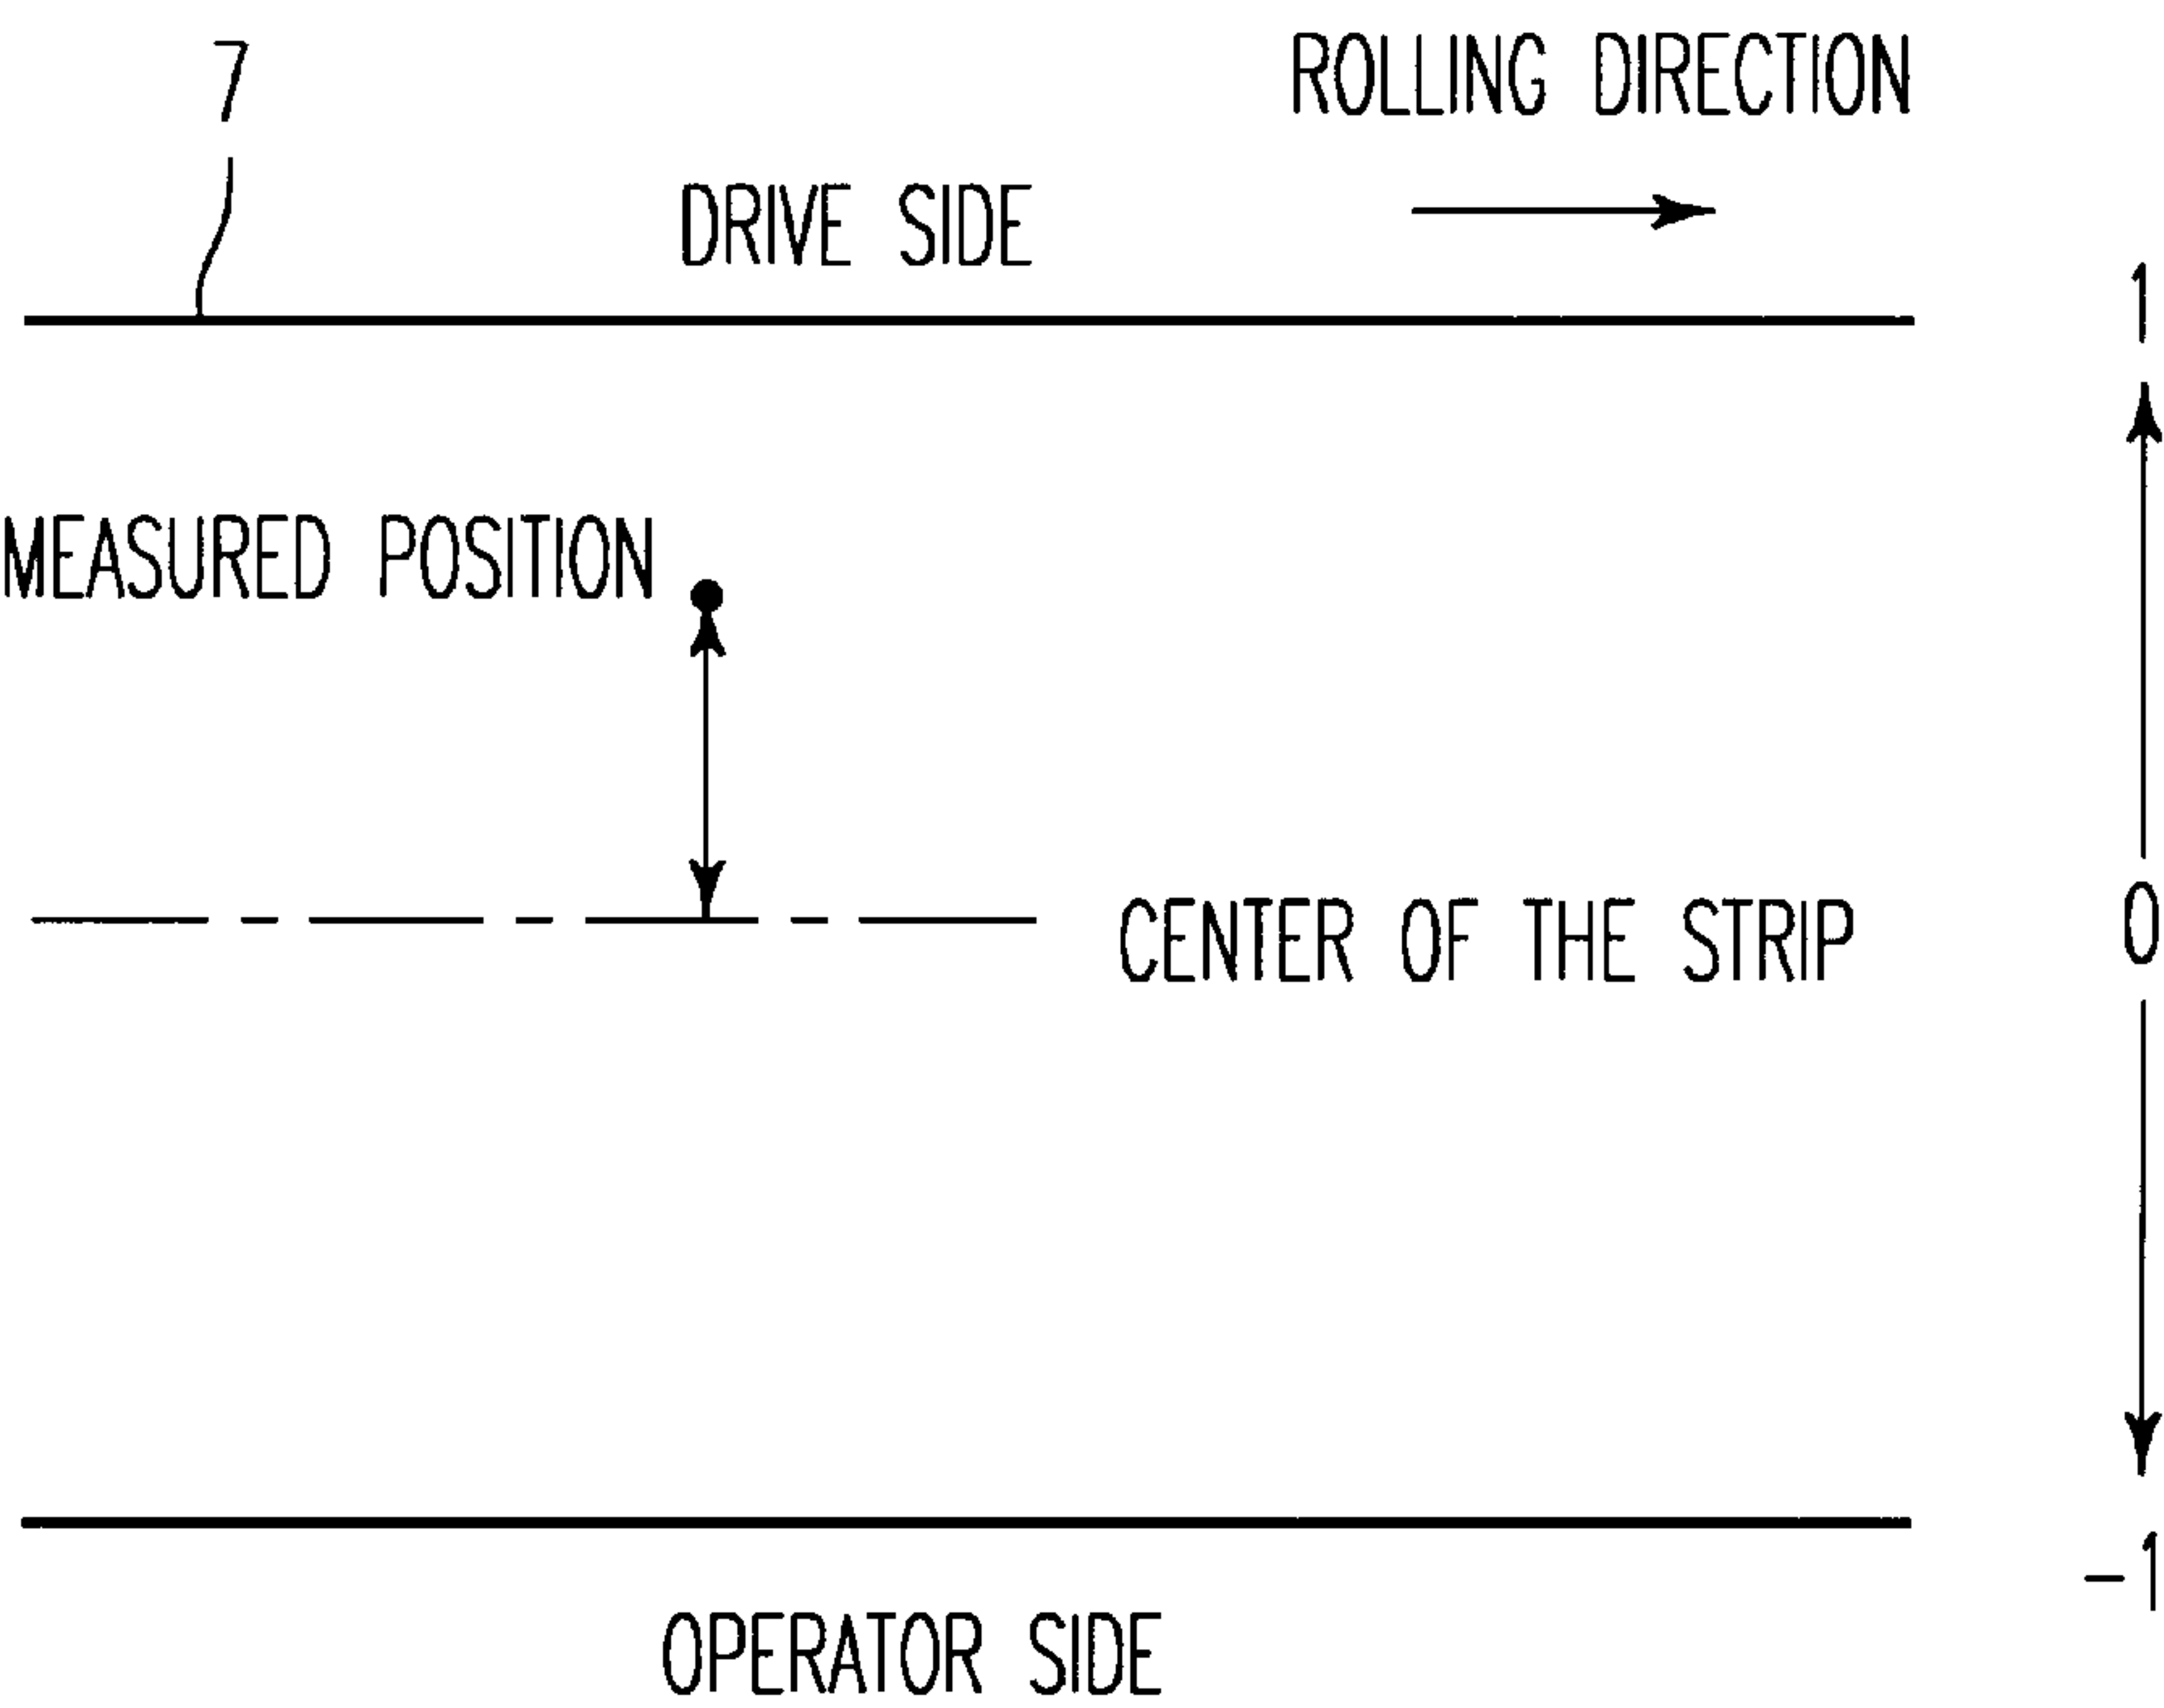 7
ROLLING DIRECTION
DRIVE SIDE
1
MEASURED POSITION
CENTER OF THE STRIP
0
-1
OPERATOR SIDE